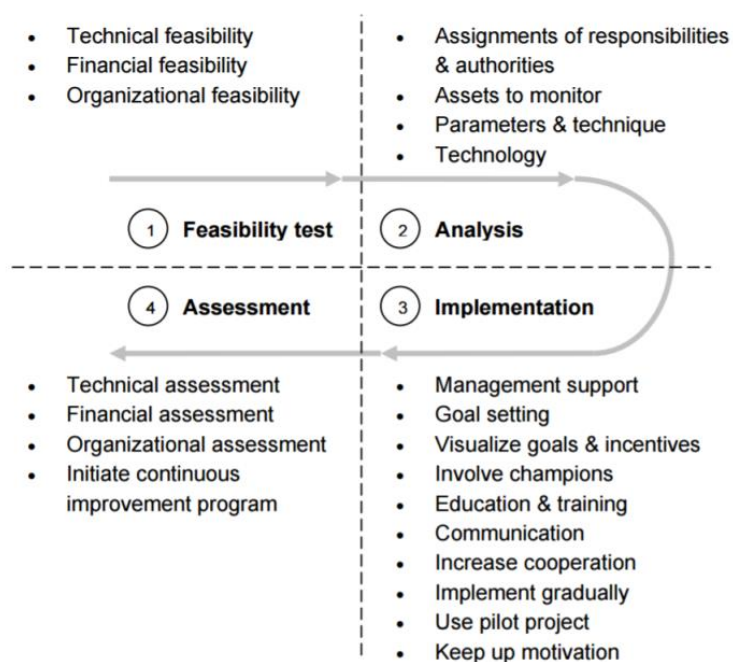 • Technical feasibility
• Financial feasibility
• Organizational feasibility
• Assignments of responsibilities
& authorities
• Assets to monitor
• Parameters & technique
• Technology
1 Feasibility test
2 Analysis
4 Assessment
3 Implementation
• Technical assessment
• Financial assessment
• Organizational assessment
• Initiate continuous
improvement program
• Management support
• Goal setting
• Visualize goals & incentives
• Involve champions
• Education & training
• Communication
• Increase cooperation
• Implement gradually
• Use pilot project
• Keep up motivation